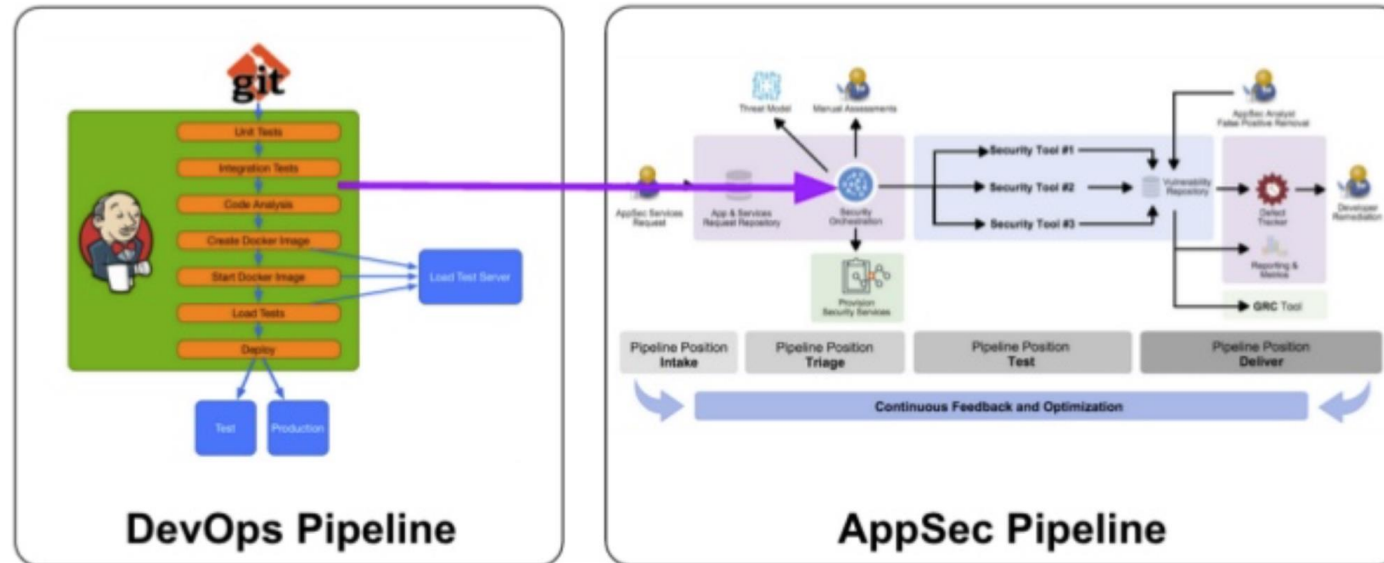 git
Unit Tests
Integration Tests
Code Analysis
Create Docker Image
Start Docker Image
Load Tests
Deploy
Load Test Server
Test
Production
DevOps Pipeline
Threat Model
Manual Assessments
AppSec Analyst
False Positive Removal
AppSec Services
Request
App & Services
Request Repository
Security
Orchestration
Security Tool #1
Security Tool #2
Security Tool #3
Vulnerability
Repository
Defect
Tracker
Developer
Remediation
Reporting &
Metrics
GRC Tool
Provision
Security Services
Pipeline Position
Intake
Pipeline Position
Triage
Pipeline Position
Test
Pipeline Position
Deliver
Continuous Feedback and Optimization
AppSec Pipeline